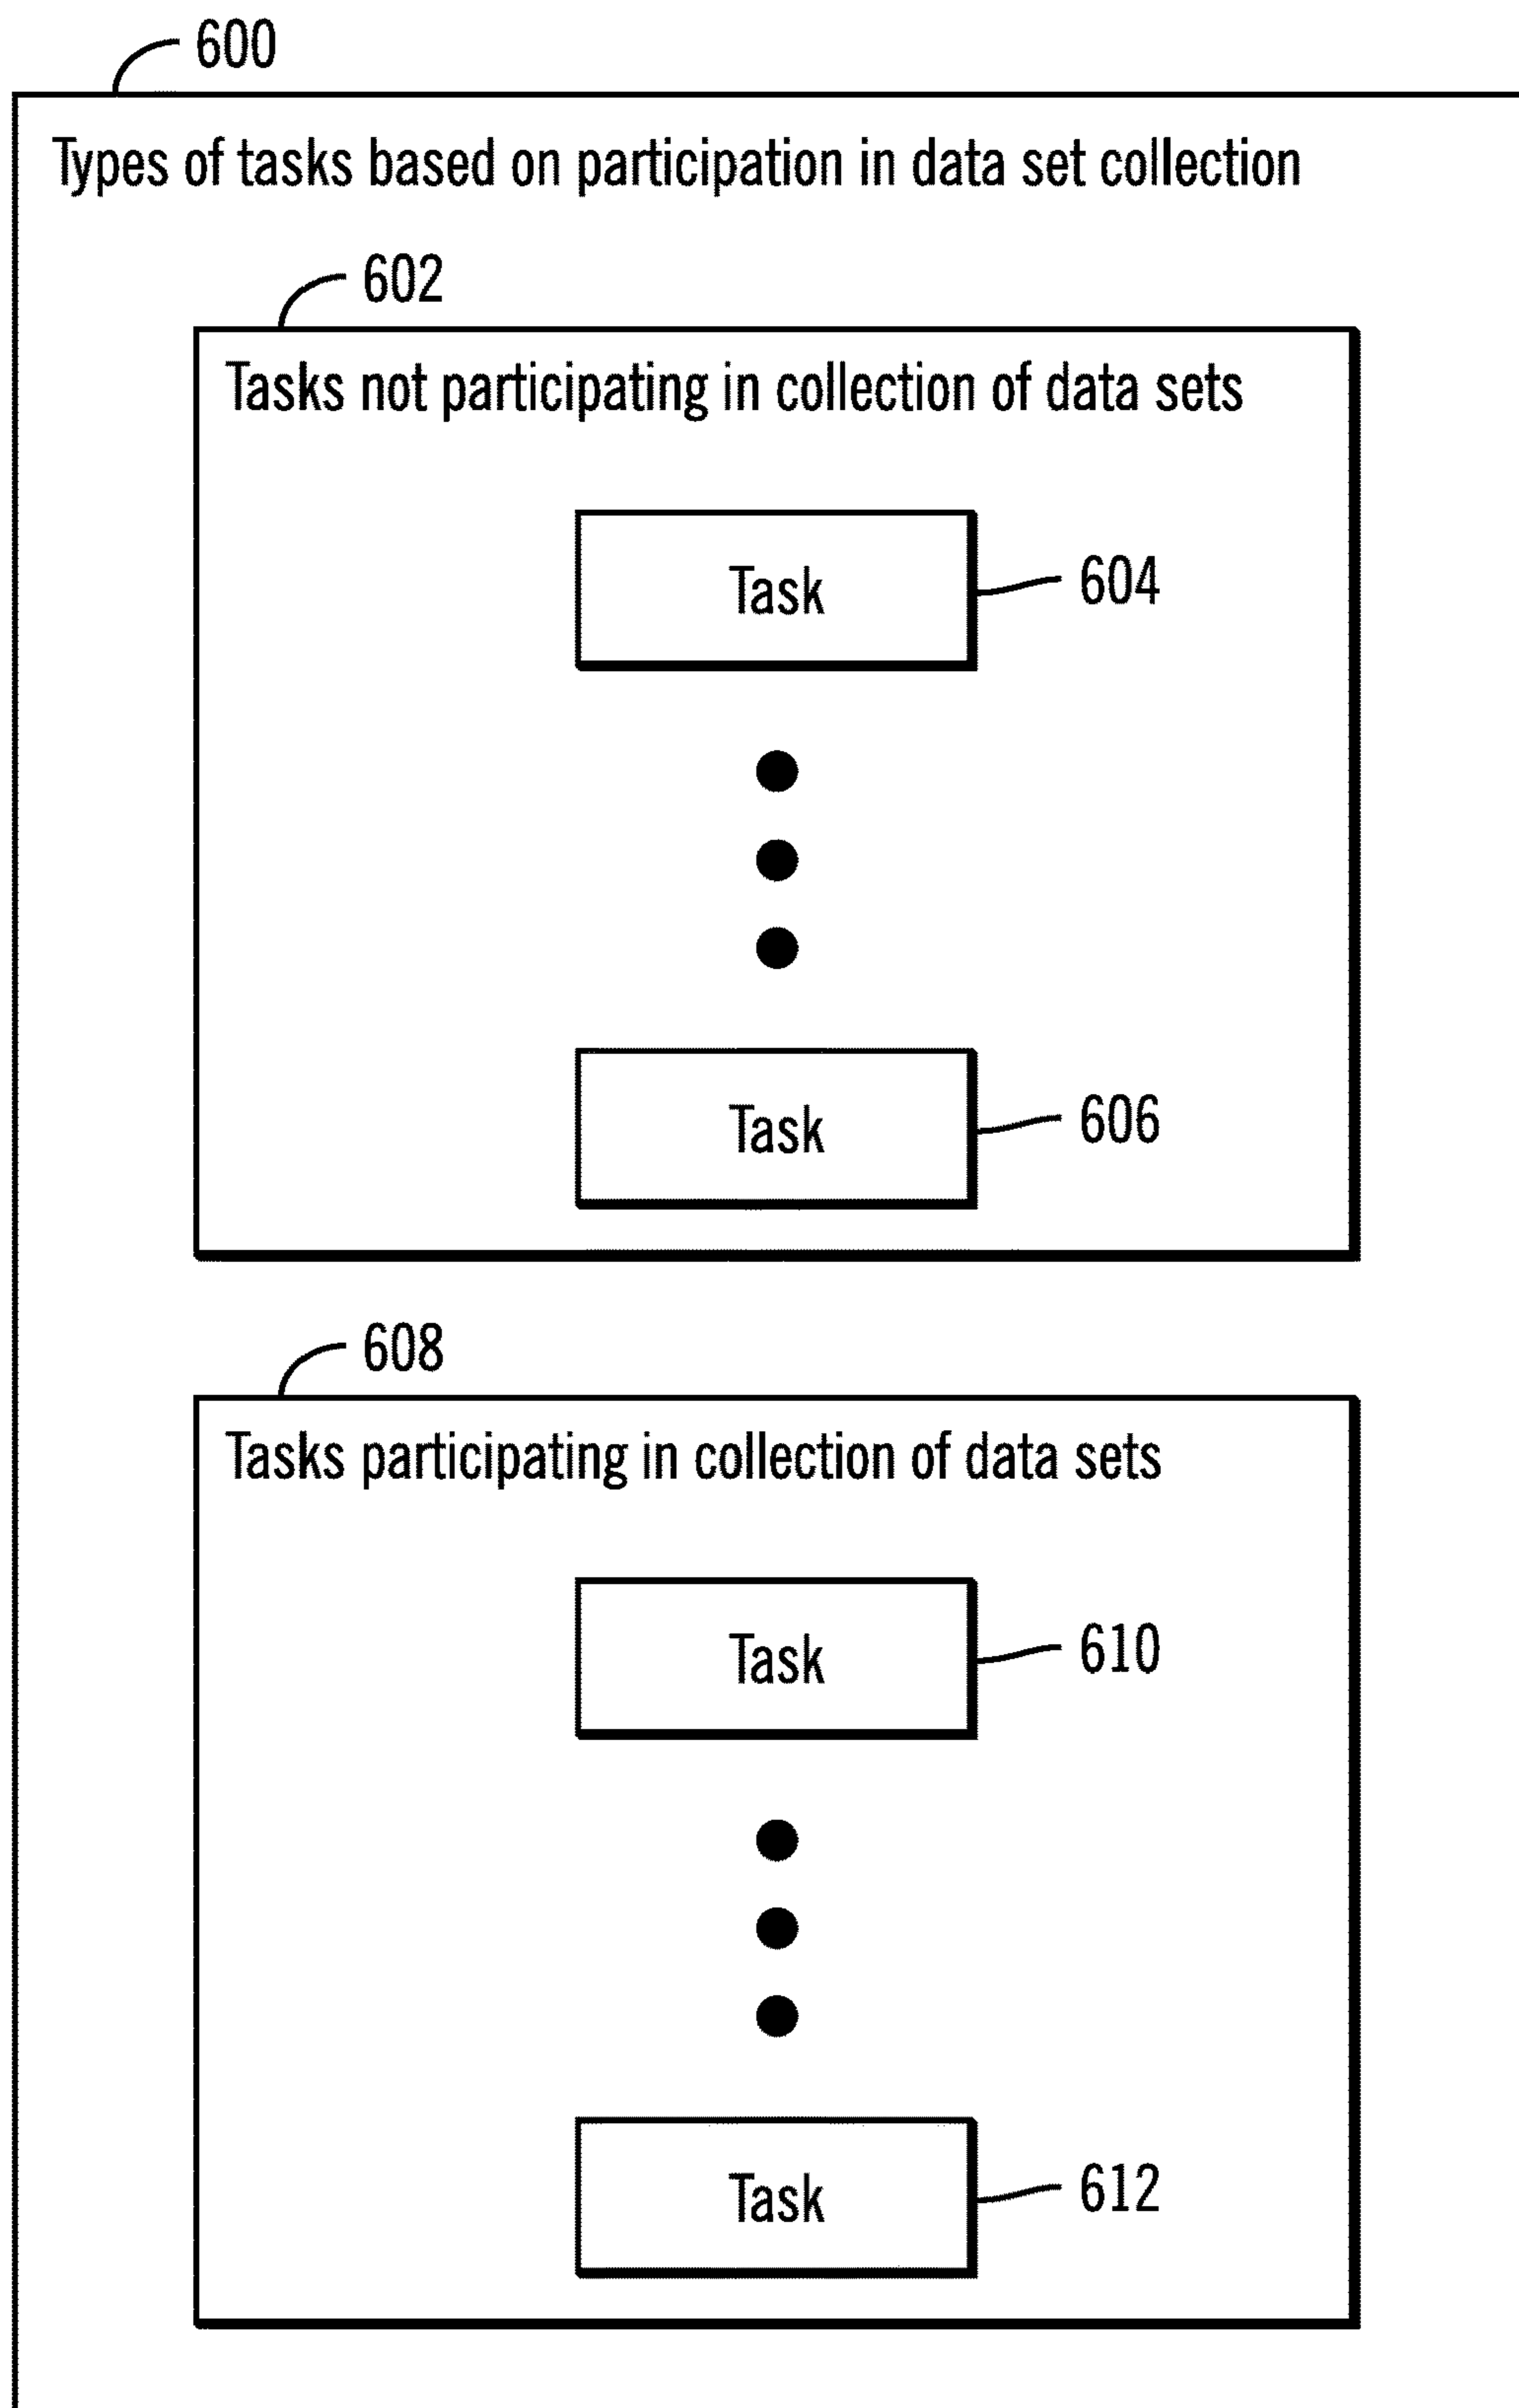 600
Types of tasks based on participation in data set collection
602
Tasks not participating in collection of data sets
Task
604
Task
606
608
Tasks participating in collection of data sets
Task
610
Task
612